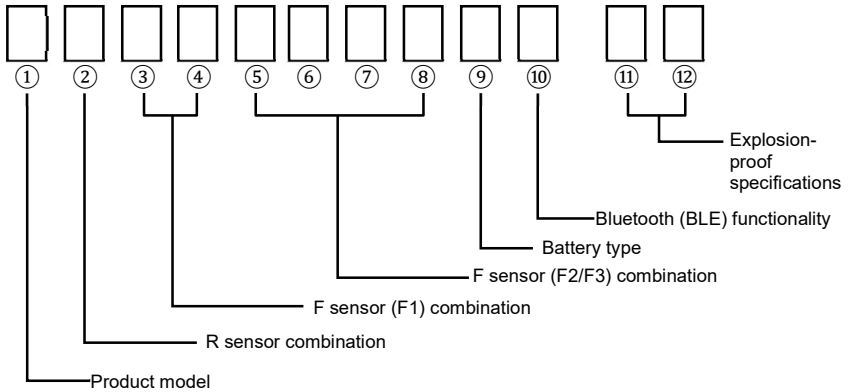 ① ② ③ ④ ⑤ ⑥ ⑦ ⑧ ⑨ ⑩ ⑪ ⑫
Explosion-
proof
specifications
Bluetooth (BLE) functionality
Battery type
F sensor (F2/F3) combination
F sensor (F1) combination
R sensor combination
Product model